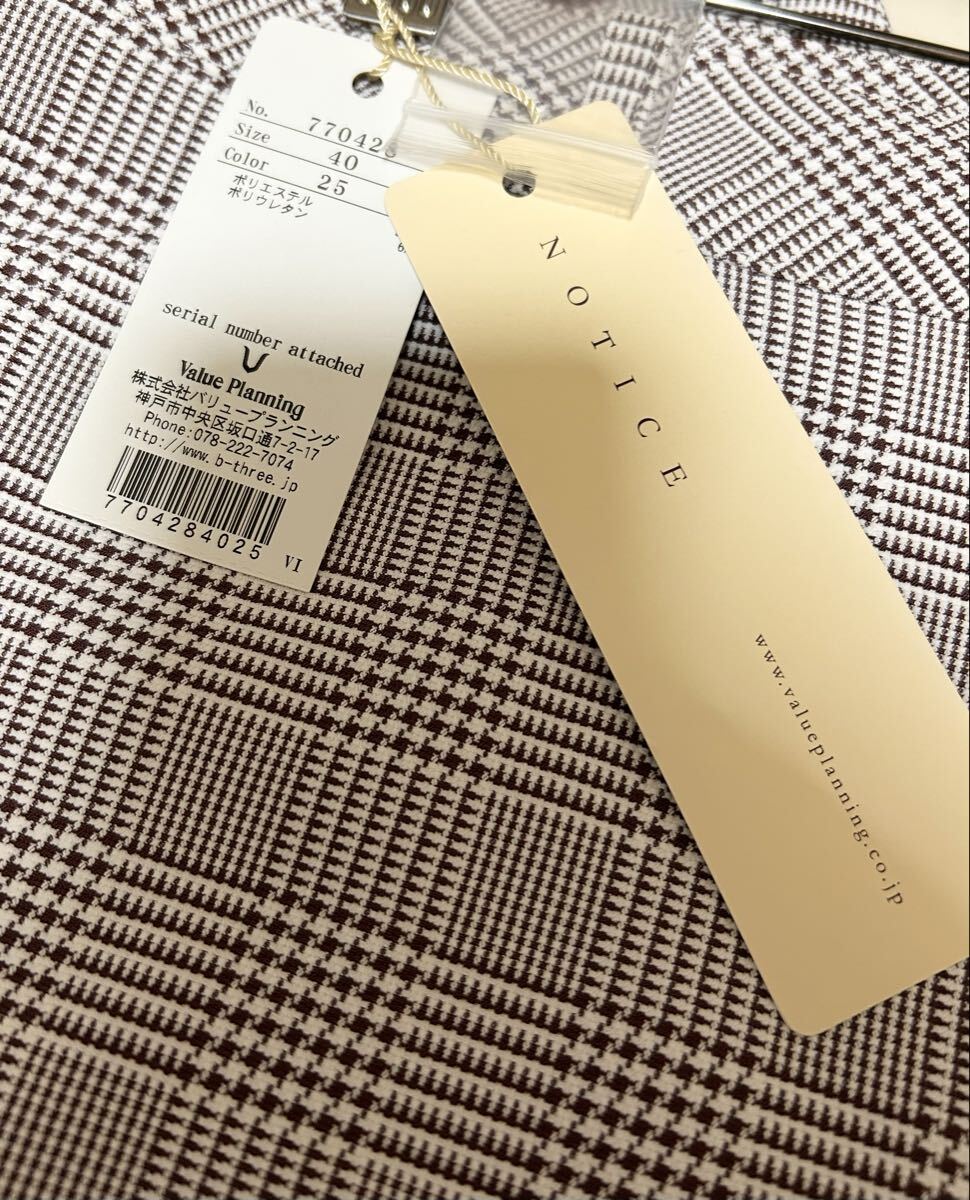 No. 770428
Size 40
Color 25
ポリエステル
ポリウレタン
6
serial number attached
Value Planning
株式会社バリュープランニング
神戸市中央区坂口通7-2-17
Phone:078-222-7074
http://www.b-three.jp
7704284025
VI
NOTICE
www.valueplanning.co.jp